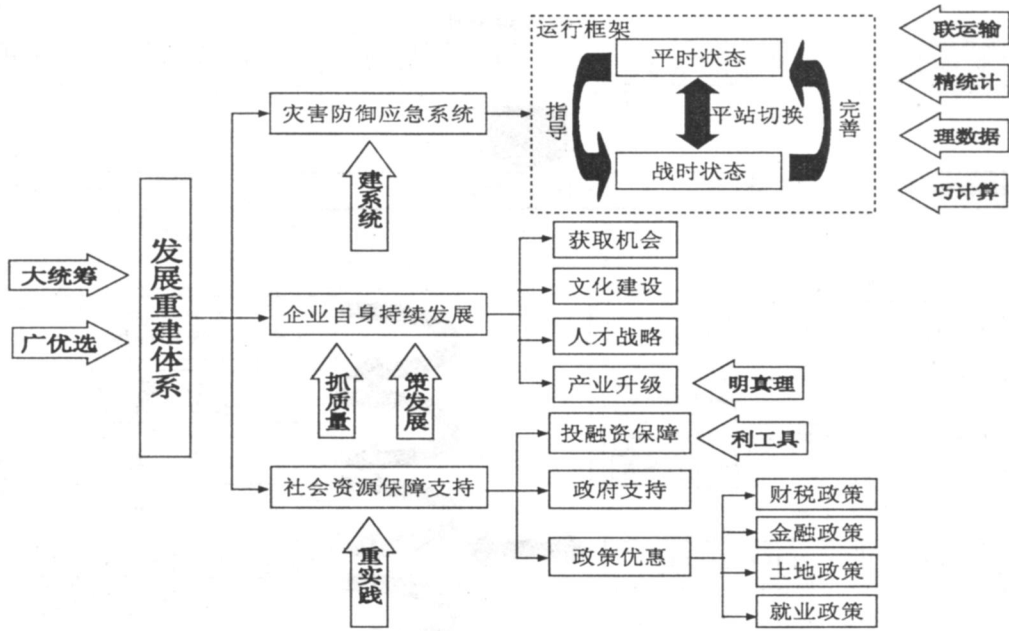 运行框架
平时状态
指导
平站切换
完善
战时状态
联运输
精统计
理数据
巧计算
灾害防御应急系统
建系统
大统筹
广优选
发展重建体系
企业自身持续发展
抓质量
策发展
获取机会
文化建设
人才战略
产业升级
明真理
社会资源保障支持
重实践
投融资保障
利工具
政府支持
政策优惠
财税政策
金融政策
土地政策
就业政策